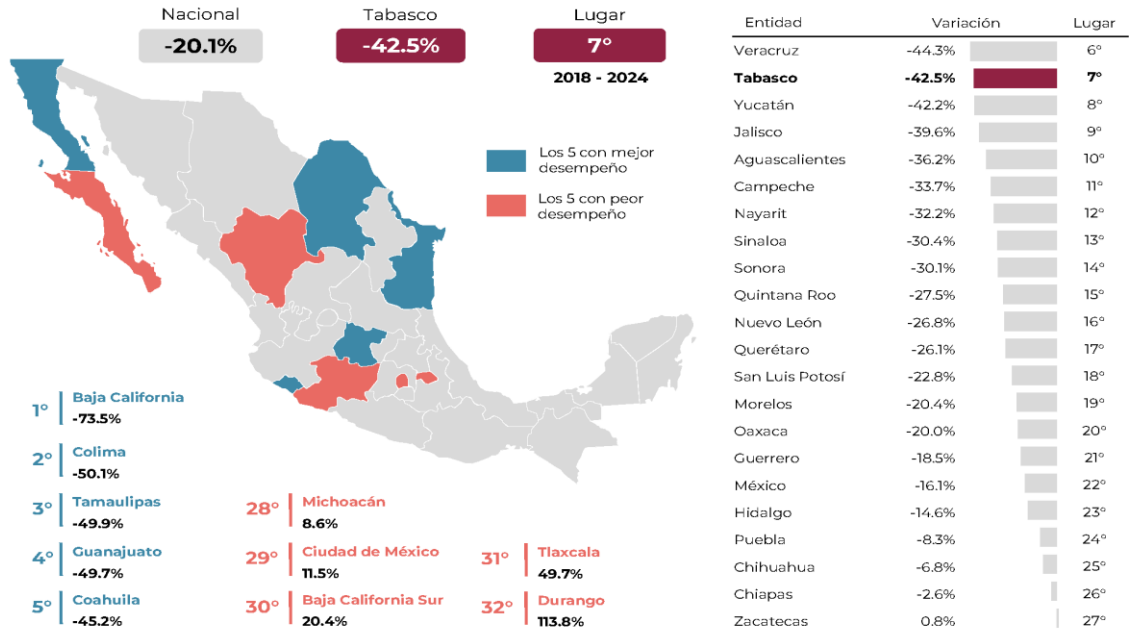 Nacional
-20.1%
Tabasco
-42.5%
Lugar
7°
2018 - 2024
Los 5 con mejor
desempeño
Los 5 con peor
desempeño
1° Baja California
-73.5%
2° Colima
-50.1%
3° Tamaulipas
-49.9%
4° Guanajuato
-49.7%
5° Coahuila
-45.2%
28° Michoacán
8.6%
29° Ciudad de México
11.5%
30° Baja California Sur
20.4%
31° Tlaxcala
49.7%
32° Durango
113.8%
Entidad Variación Lugar
Veracruz -44.3% 6°
Tabasco -42.5% 7°
Yucatán -42.2% 8°
Jalisco -39.6% 9°
Aguascalientes -36.2% 10°
Campeche -33.7% 11°
Nayarit -32.2% 12°
Sinaloa -30.4% 13°
Sonora -30.1% 14°
Quintana Roo -27.5% 15°
Nuevo León -26.8% 16°
Querétaro -26.1% 17°
San Luis Potosí -22.8% 18°
Morelos -20.4% 19°
Oaxaca -20.0% 20°
Guerrero -18.5% 21°
México -16.1% 22°
Hidalgo -14.6% 23°
Puebla -8.3% 24°
Chihuahua -6.8% 25°
Chiapas -2.6% 26°
Zacatecas 0.8% 27°